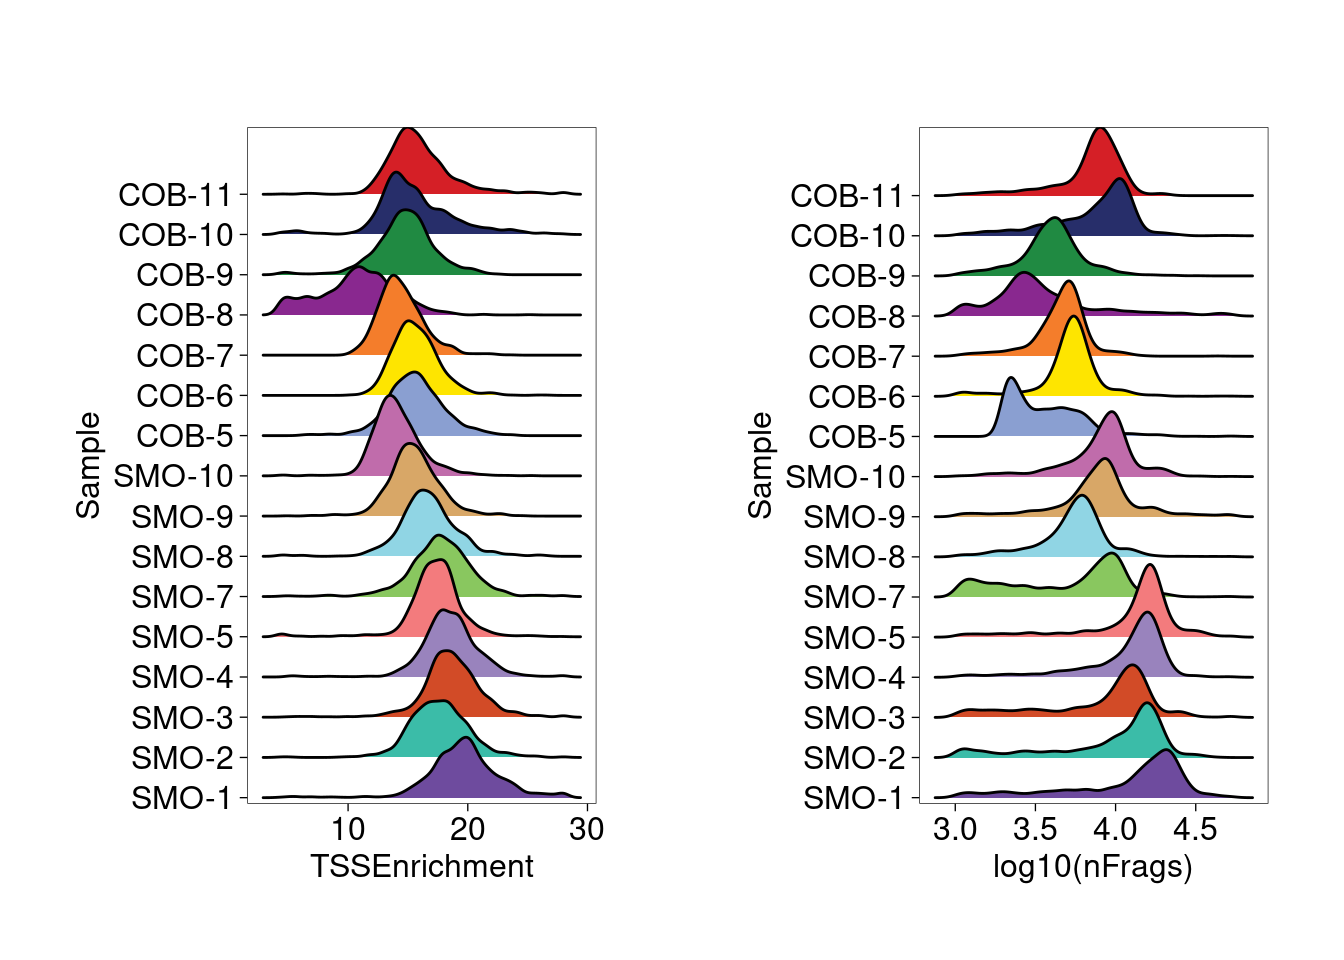 Sample
COB-11
COB-10
COB-9
COB-8
COB-7
COB-6
COB-5
SMO-10
SMO-9
SMO-8
SMO-7
SMO-5
SMO-4
SMO-3
SMO-2
SMO-1
10 20 30
TSSEnrichment
Sample
COB-11
COB-10
COB-9
COB-8
COB-7
COB-6
COB-5
SMO-10
SMO-9
SMO-8
SMO-7
SMO-5
SMO-4
SMO-3
SMO-2
SMO-1
3.0 3.5 4.0 4.5
log10(nFrags)